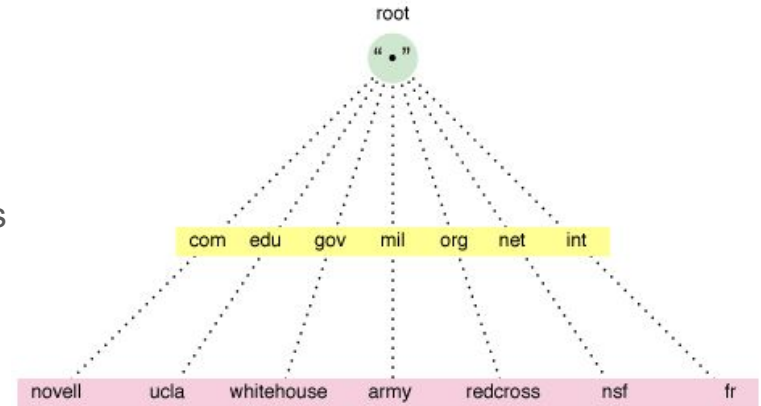 root
“ • ”
s
com edu gov mil org net int
novell ucla whitehouse army redcross nsf fr